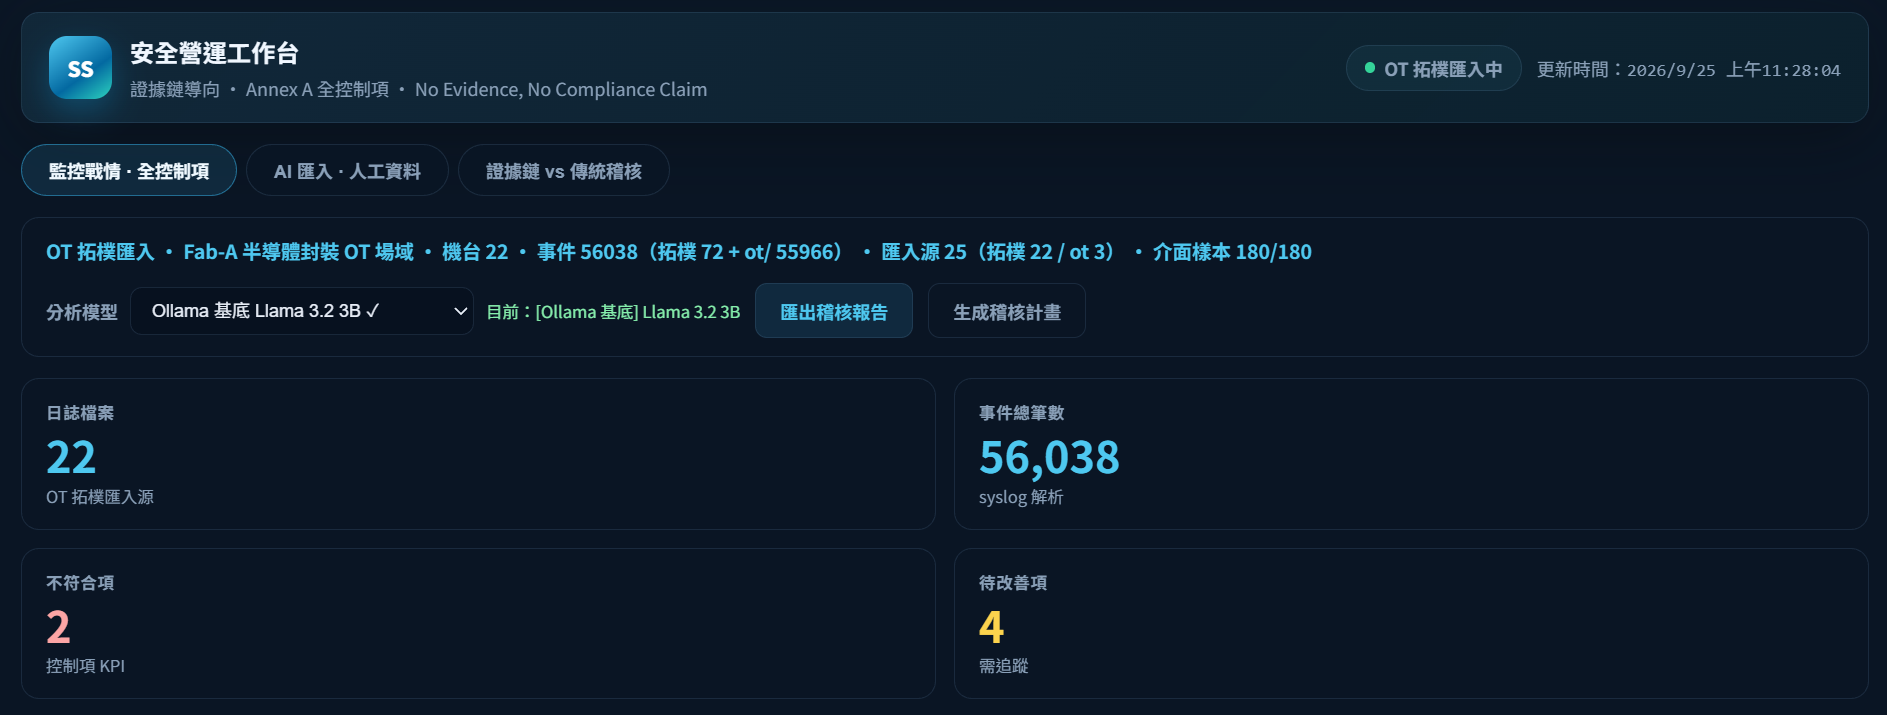 SS
安全營運工作台
證據鏈導向 • Annex A 全控制項 • No Evidence, No Compliance Claim
OT 拓樸匯入中
更新時間：2026/9/25 上午11:28:04
監控戰情 · 全控制項
AI 匯入 · 人工資料
證據鏈 vs 傳統稽核
OT 拓樸匯入 • Fab-A 半導體封裝 OT 場域 • 機台 22 • 事件 56038（拓樸 72 + ot/ 55966） • 匯入源 25（拓樸 22 / ot 3） • 介面樣本 180/180
分析模型
Ollama 基底 Llama 3.2 3B ✓
目前：[Ollama 基底] Llama 3.2 3B
匯出稽核報告
生成稽核計畫
日誌檔案
22
OT 拓樸匯入源
事件總筆數
56,038
syslog 解析
不符合項
2
控制項 KPI
待改善項
4
需追蹤